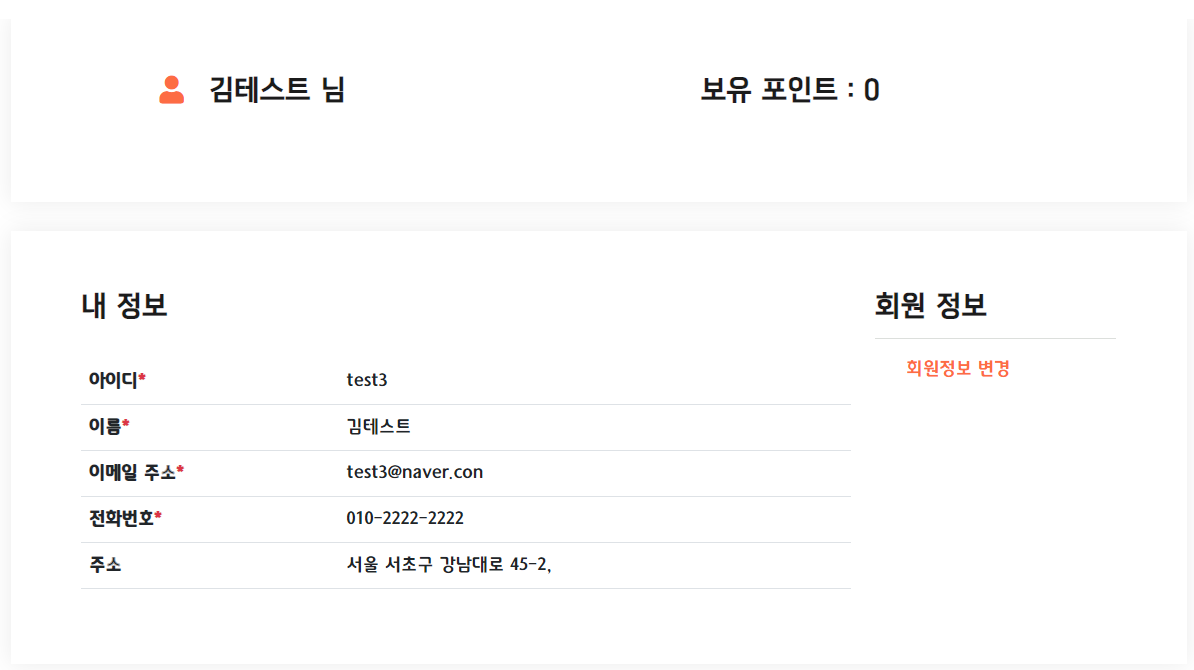 김테스트 님
보유 포인트 : 0
내 정보
아이디* test3
이름* 김테스트
이메일 주소* test3@naver.con
전화번호* 010-2222-2222
주소 서울 서초구 강남대로 45-2,
회원 정보
회원정보 변경